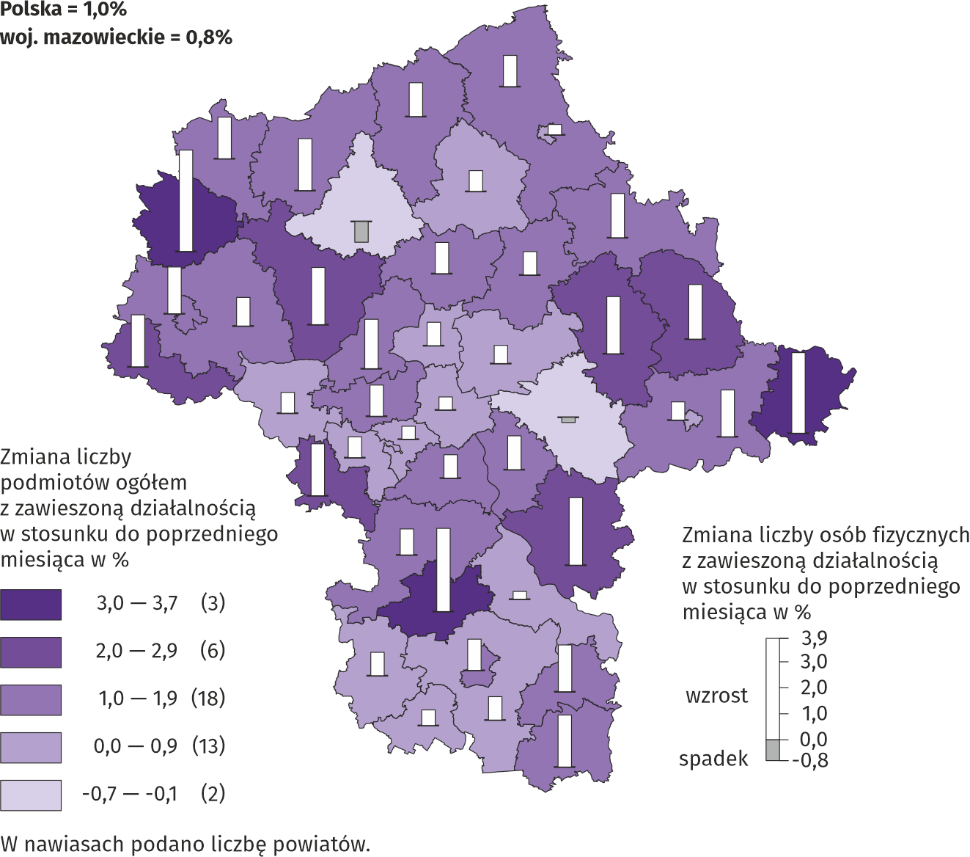 Polska = 1,0%
woj. mazowieckie = 0,8%
Zmiana liczby
podmiotów ogółem
z zawieszoną działalnością
w stosunku do poprzedniego
miesiąca w %
3,0 — 3,7 (3)
2,0 — 2,9 (6)
1,0 — 1,9 (18)
0,0 — 0,9 (13)
-0,7 — -0,1 (2)
W nawiasach podano liczbę powiatów.
Zmiana liczby osób fizycznych
z zawieszoną działalnością
w stosunku do poprzedniego
miesiąca w %
3,9
3,0
2,0
wzrost
1,0
0,0
spadek -0,8